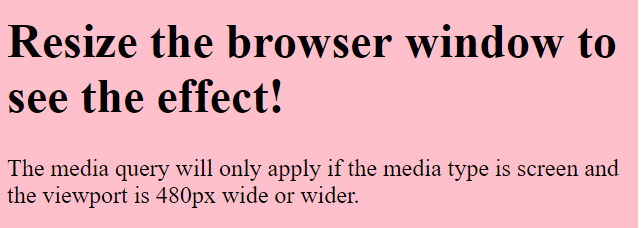 Resize the browser window to
see the effect!
The media query will only apply if the media type is screen and
the viewport is 480px wide or wider.